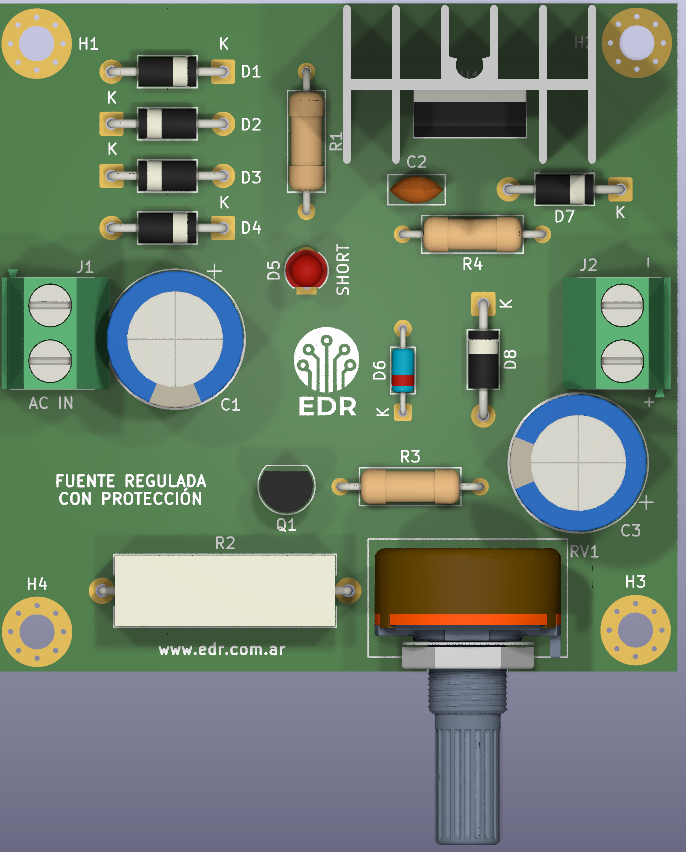 H1
K
D1
K
D2
K
D3
K
D4
R1
C2
D7
K
R4
D5
SHORT
J1
+
AC IN
C1
EDR
D6
K
K
D8
J2
+
+
C3
FUENTE REGULADA
CON PROTECCIÓN
Q1
R3
R2
RV1
H4
H3
www.edr.com.ar